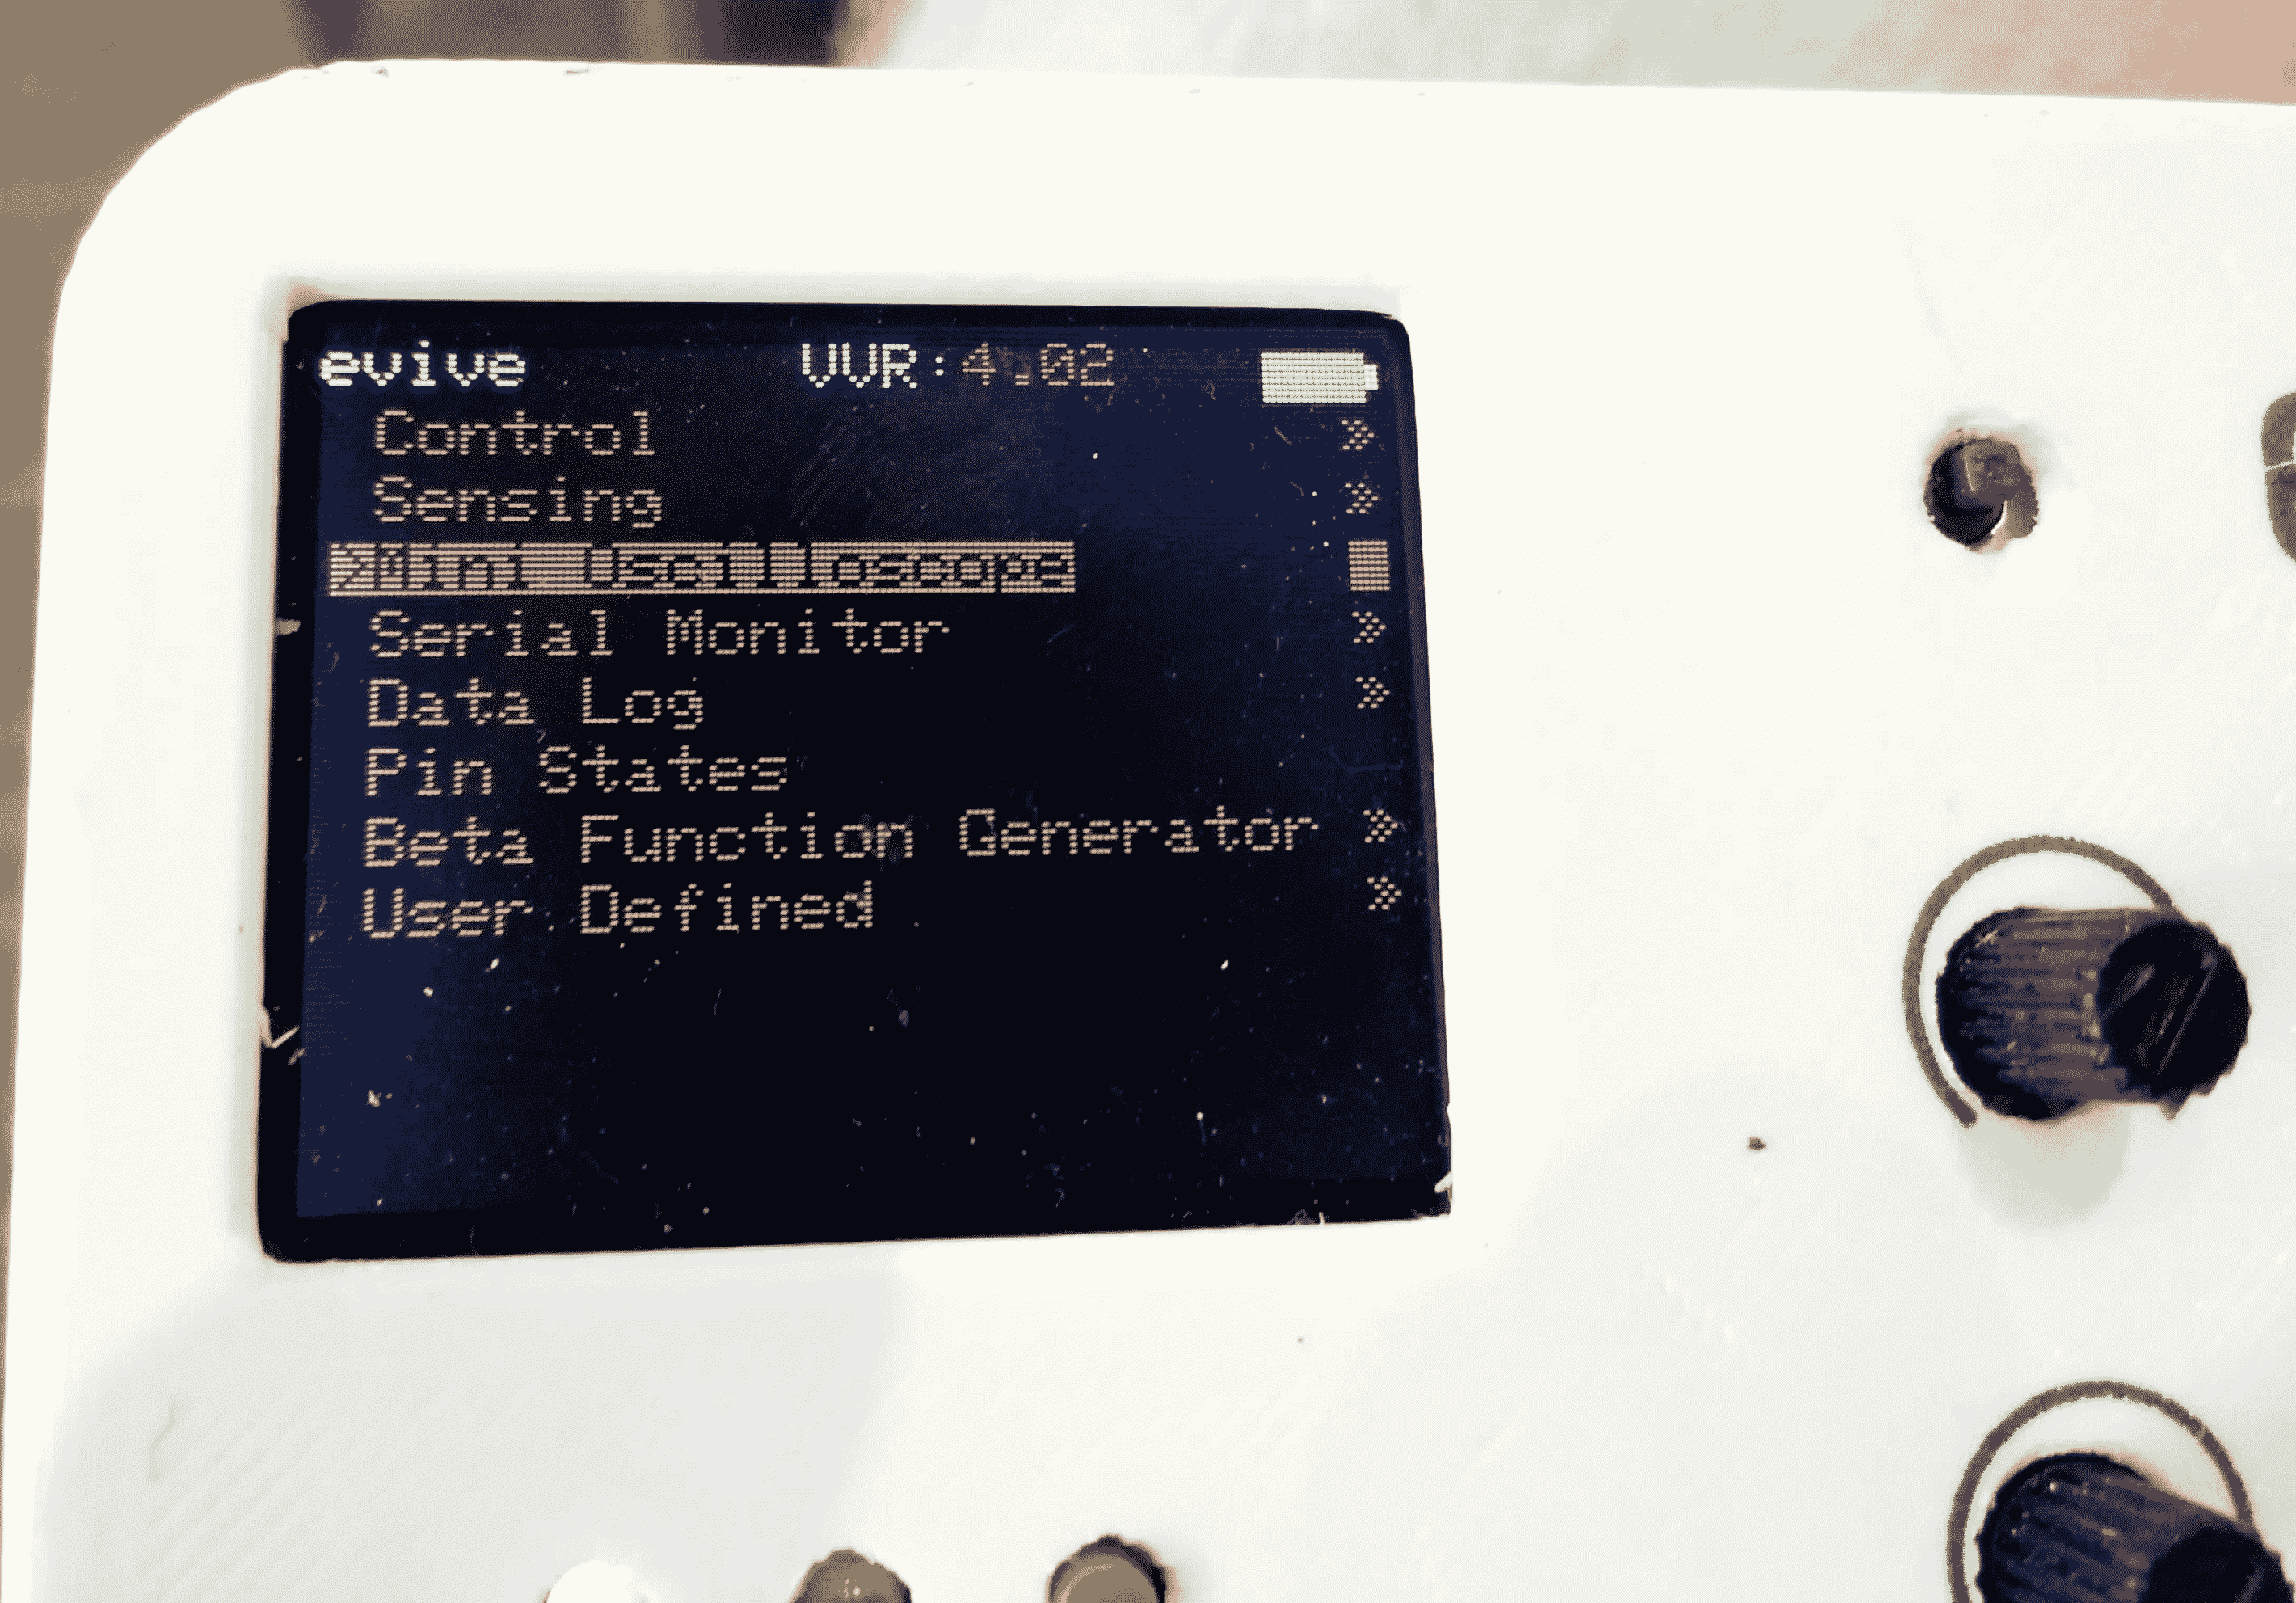 evive VVR:4.02
Control »
Sensing »
>Mini Oscilloscope
Serial Monitor »
Data Log »
Pin States
Beta Function Generator »
User Defined »